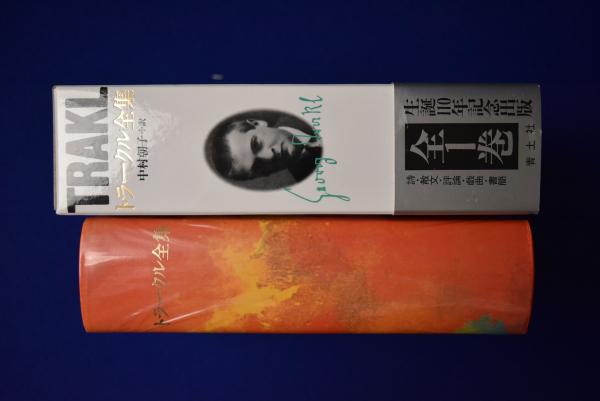 TRAKL
トラークル全集
中村朝子=訳
Georg Trakl
生誕110年記念出版
全1巻
詩・散文・評論・戯曲・書簡
青土社
トラークル全集